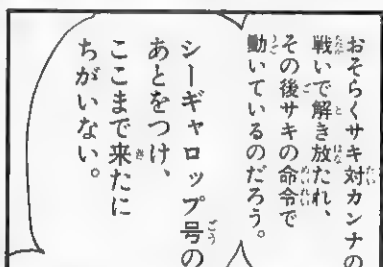 おそらくサキ対カンナの
戦いで解き放たれ、
その後サキの命令で
動いているのだろう。
シーギャロップ号の
あとをつけ、
ここまで来たに
ちがいない。